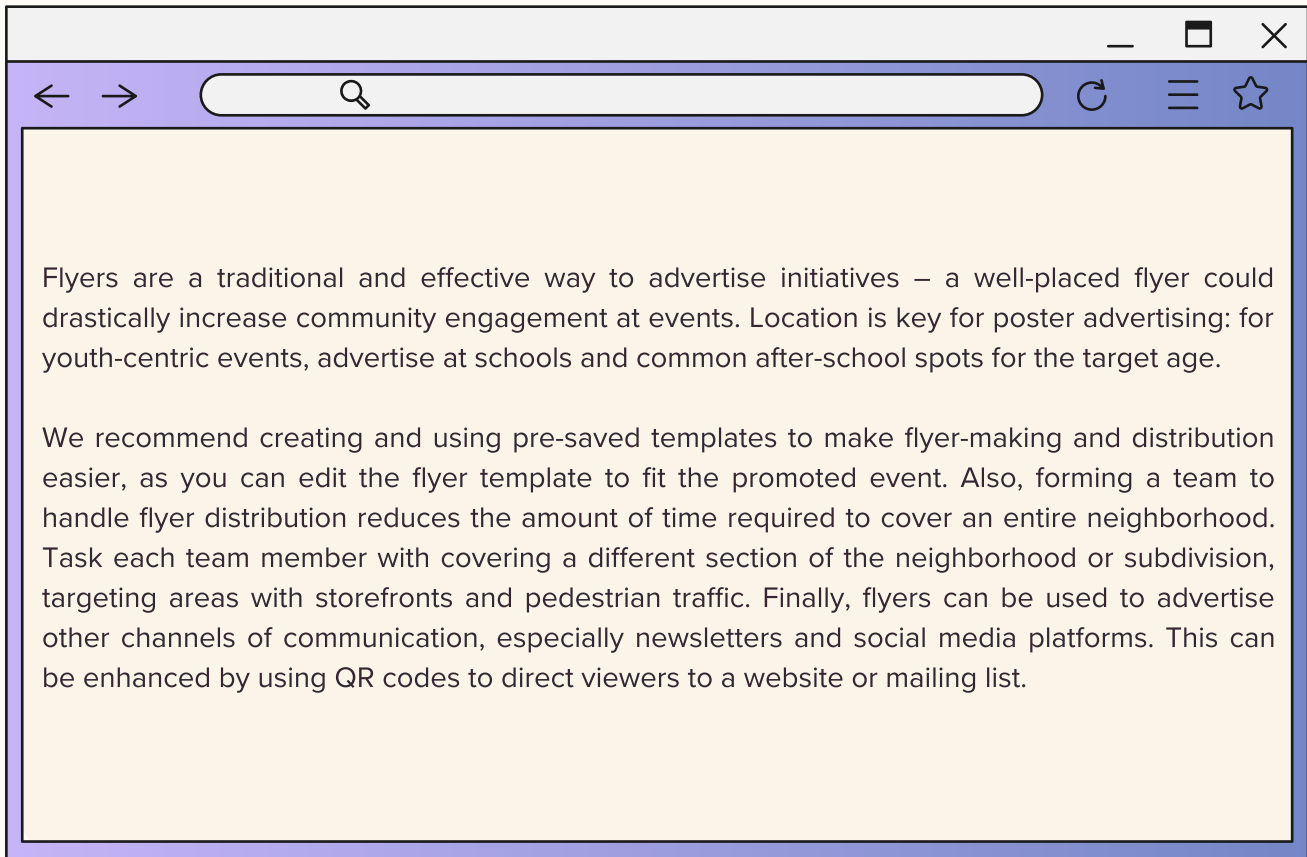 Flyers are a traditional and effective way to advertise initiatives – a well-placed flyer could
drastically increase community engagement at events. Location is key for poster advertising: for
youth-centric events, advertise at schools and common after-school spots for the target age.
We recommend creating and using pre-saved templates to make flyer-making and distribution
easier, as you can edit the flyer template to fit the promoted event. Also, forming a team to
handle flyer distribution reduces the amount of time required to cover an entire neighborhood.
Task each team member with covering a different section of the neighborhood or subdivision,
targeting areas with storefronts and pedestrian traffic. Finally, flyers can be used to advertise
other channels of communication, especially newsletters and social media platforms. This can
be enhanced by using QR codes to direct viewers to a website or mailing list.